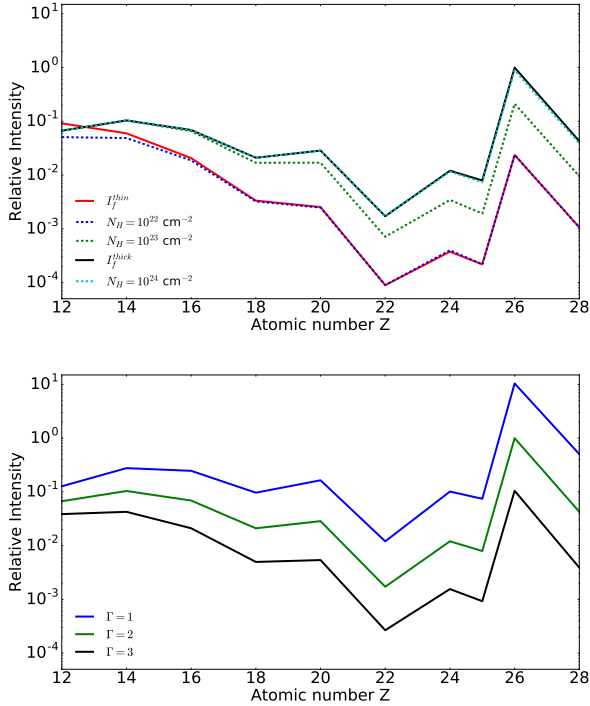 10^1
10^0
10^-1
10^-2
10^-3
10^-4
Relative Intensity
I_f^thin
N_H = 10^22 cm^-2
N_H = 10^23 cm^-2
I_f^thick
N_H = 10^24 cm^-2
12 14 16 18 20 22 24 26 28
Atomic number Z
10^1
10^0
10^-1
10^-2
10^-3
10^-4
Relative Intensity
Γ = 1
Γ = 2
Γ = 3
12 14 16 18 20 22 24 26 28
Atomic number Z